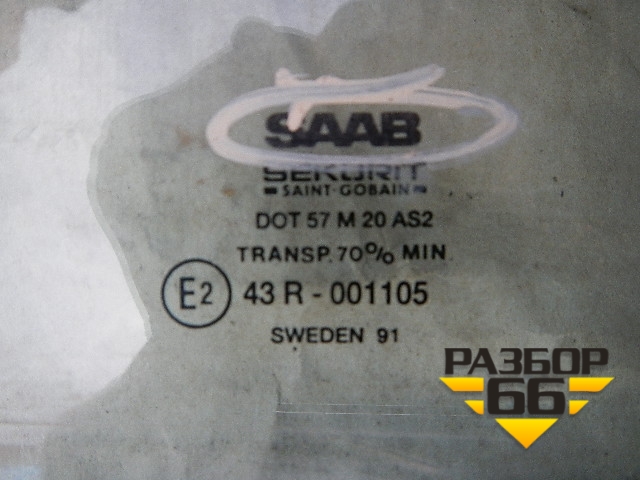 SAAB
SEKURIT
SAINT-GOBAIN
DOT 57 M 20 AS2
TRANSP. 70% MIN
E2 43 R - 001105
SWEDEN 91
РАЗБОР
66